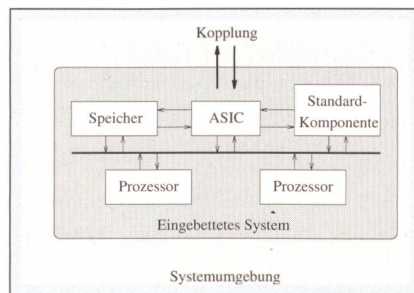 Kopplung
Speicher
ASIC
Standard-
Komponente
Prozessor
Prozessor
Eingebettetes System
Systemumgebung